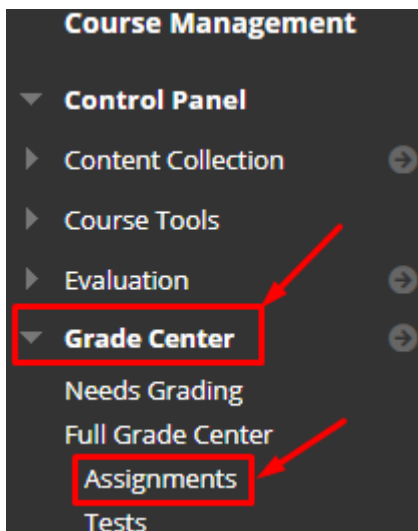 Course Management
Control Panel
Content Collection
Course Tools
Evaluation
Grade Center
Needs Grading
Full Grade Center
Assignments
Tests